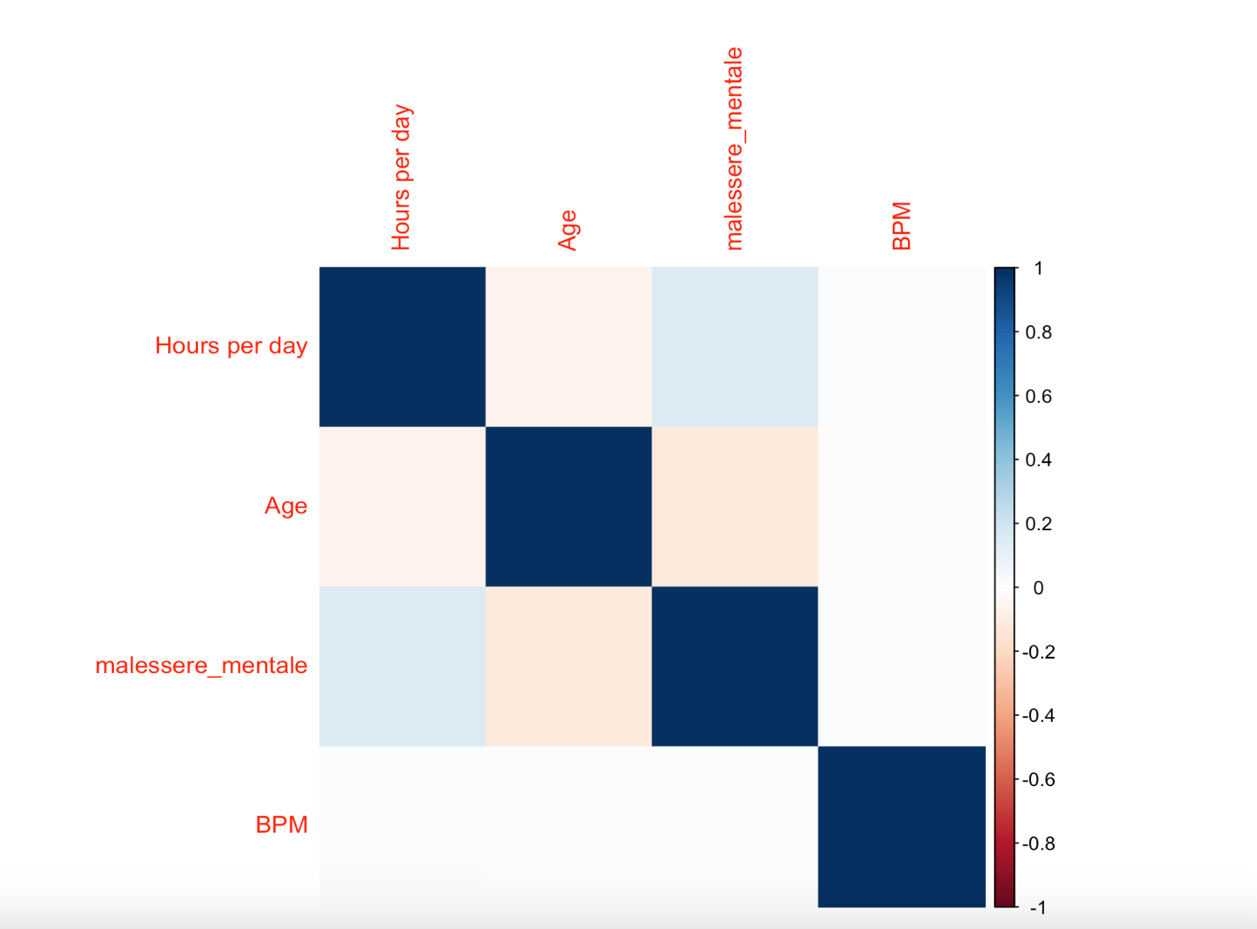 Hours per day
Age
malessere_mentale
BPM
Hours per day
Age
malessere_mentale
BPM
1
0.8
0.6
0.4
0.2
0
-0.2
-0.4
-0.6
-0.8
-1